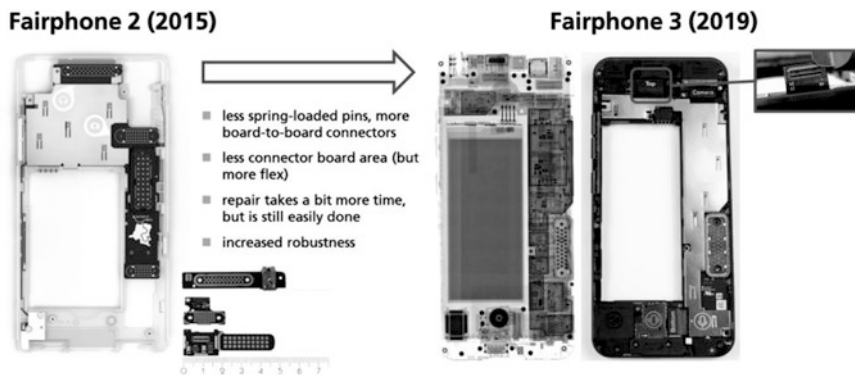 Fairphone 2 (2015)
Fairphone 3 (2019)
less spring-loaded pins, more
board-to-board connectors
less connector board area (but
more flex)
repair takes a bit more time,
but is still easily done
increased robustness
Top
Camera
0 1 2 3 4 5 6 7